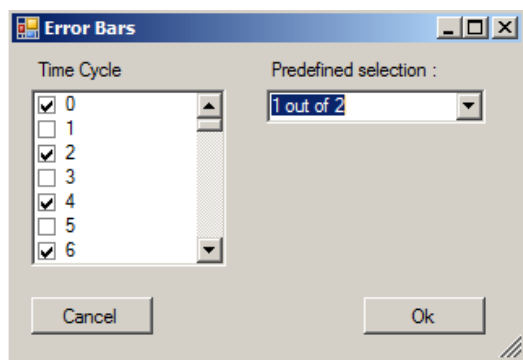 Error Bars
Time Cycle
Predefined selection :
0
1
2
3
4
5
6
1 out of 2
Cancel
Ok